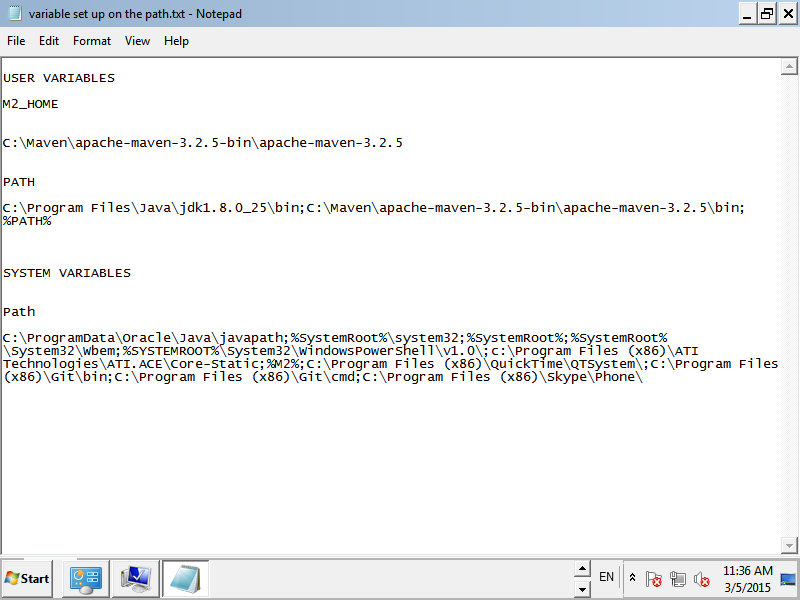 variable set up on the path.txt - Notepad
File Edit Format View Help
USER VARIABLES
M2_HOME
C:\Maven\apache-maven-3.2.5-bin\apache-maven-3.2.5
PATH
C:\Program Files\Java\jdk1.8.0_25\bin;C:\Maven\apache-maven-3.2.5-bin\apache-maven-3.2.5\bin;
%PATH%
SYSTEM VARIABLES
Path
C:\ProgramData\Oracle\Java\javapath;%SystemRoot%\system32;%SystemRoot%;%SystemRoot%
\System32\Wbem;%SYSTEMROOT%\System32\WindowsPowerShell\v1.0\;c:\Program Files (x86)\ATI
Technologies\ATI.ACE\Core-Static;%M2%;C:\Program Files (x86)\QuickTime\QTSystem\;C:\Program Files
(x86)\Git\bin;C:\Program Files (x86)\Git\cmd;C:\Program Files (x86)\Skype\Phone\
Start EN 11:36 AM
3/5/2015